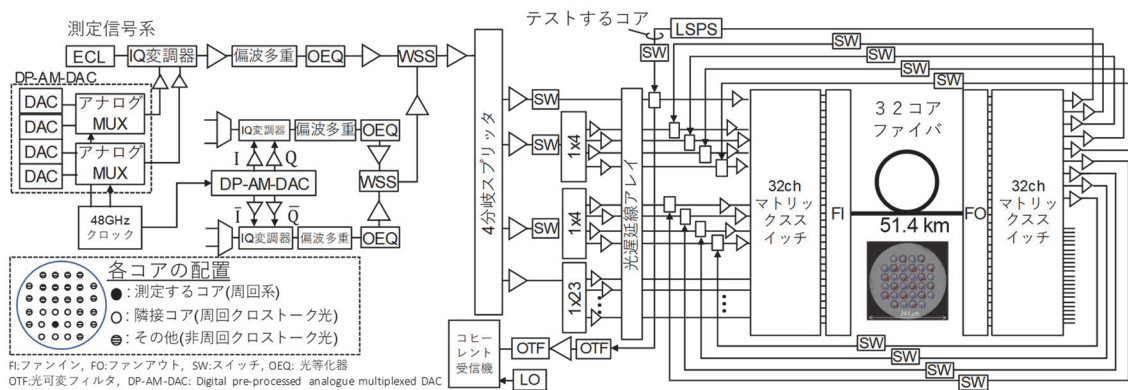 測定信号系
ECL
IQ変調器
偏波多重
OEQ
WSS
DP-AM-DAC
DAC
DAC
DAC
DAC
アナログ
MUX
アナログ
MUX
48GHz
クロック
IQ変調器
偏波多重
OEQ
I
Q
DP-AM-DAC
WSS
I̅
Q̅
IQ変調器
偏波多重
OEQ
4分岐スプリッタ
SW
SW
SW
1x4
1x4
1x23
光遅延線アレイ
テストするコア
SW
LSPS
SW
SW
SW
SW
32ch
マトリ
ックスス
イッチ
FI
32コア
ファイバ
51.4 km
243 μm
FO
32ch
マトリ
ックスス
イッチ
SW
SW
SW
SW
コヒー
レント
受信機
OTF
OTF
LO
各コアの配置
●: 測定するコア(周回系)
○: 隣接コア(周回クロストーク光)
⊖: その他(非周回クロストーク光)
FI:ファンイン, FO:ファンアウト, SW:スイッチ, OEQ: 光等化器
OTF:光可変フィルタ, DP-AM-DAC: Digital pre-processed analogue multiplexed DAC